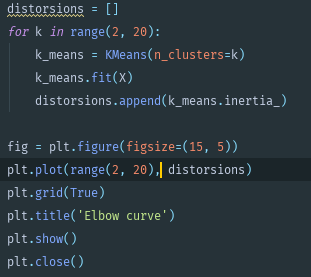 distorsions = []
for k in range(2, 20):
    k_means = KMeans(n_clusters=k)
    k_means.fit(X)
    distorsions.append(k_means.inertia_)

fig = plt.figure(figsize=(15, 5))
plt.plot(range(2, 20), distorsions)
plt.grid(True)
plt.title('Elbow curve')
plt.show()
plt.close()